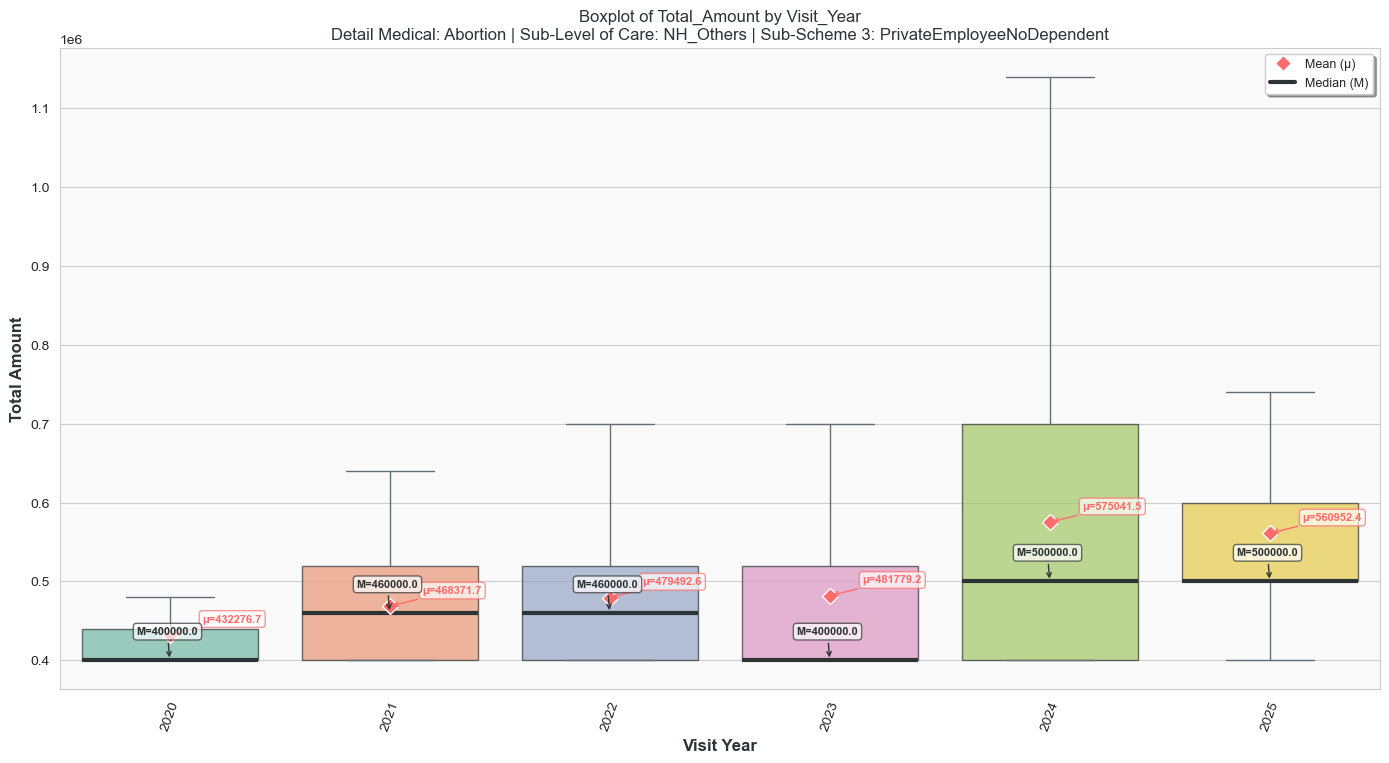 Boxplot of Total_Amount by Visit_Year
Detail Medical: Abortion | Sub-Level of Care: NH_Others | Sub-Scheme 3: PrivateEmployeeNoDependent
1e6
Mean (μ)
Median (M)
1.1
1.0
0.9
0.8
0.7
0.6
0.5
0.4
Total Amount
μ=432276.7
M=400000.0
M=460000.0
μ=468371.7
M=460000.0
μ=479492.6
μ=481779.2
M=400000.0
μ=575041.5
M=500000.0
μ=560952.4
M=500000.0
2020
2021
2022
2023
2024
2025
Visit Year